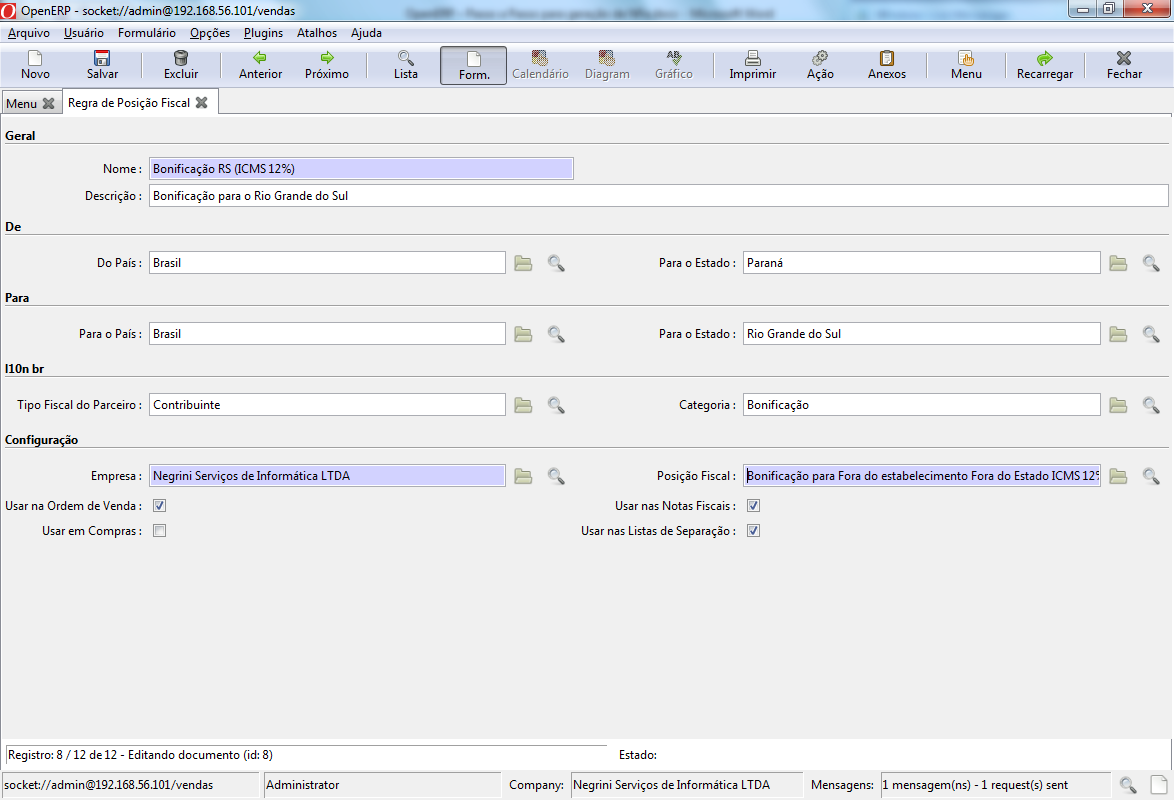 OpenERP - socket://admin@192.168.56.101/vendas
Arquivo Usuário Formulário Opções Plugins Atalhos Ajuda
Novo Salvar Excluir Anterior Próximo Lista Form. Calendário Diagram Gráfico Imprimir Ação Anexos Menu Recarregar Fechar
Menu Regra de Posição Fiscal
Geral
Nome : Bonificação RS (ICMS 12%)
Descrição : Bonificação para o Rio Grande do Sul
De
Do País : Brasil Para o Estado : Paraná
Para
Para o País : Brasil Para o Estado : Rio Grande do Sul
l10n br
Tipo Fiscal do Parceiro : Contribuinte Categoria : Bonificação
Configuração
Empresa : Negrini Serviços de Informática LTDA Posição Fiscal : Bonificação para Fora do estabelecimento Fora do Estado ICMS 12%
Usar na Ordem de Venda : Usar nas Notas Fiscais :
Usar em Compras : Usar nas Listas de Separação :
Registro: 8 / 12 de 12 - Editando documento (id: 8) Estado:
socket://admin@192.168.56.101/vendas Administrator Company: Negrini Serviços de Informática LTDA Mensagens: 1 mensagem(ns) - 1 request(s) sent